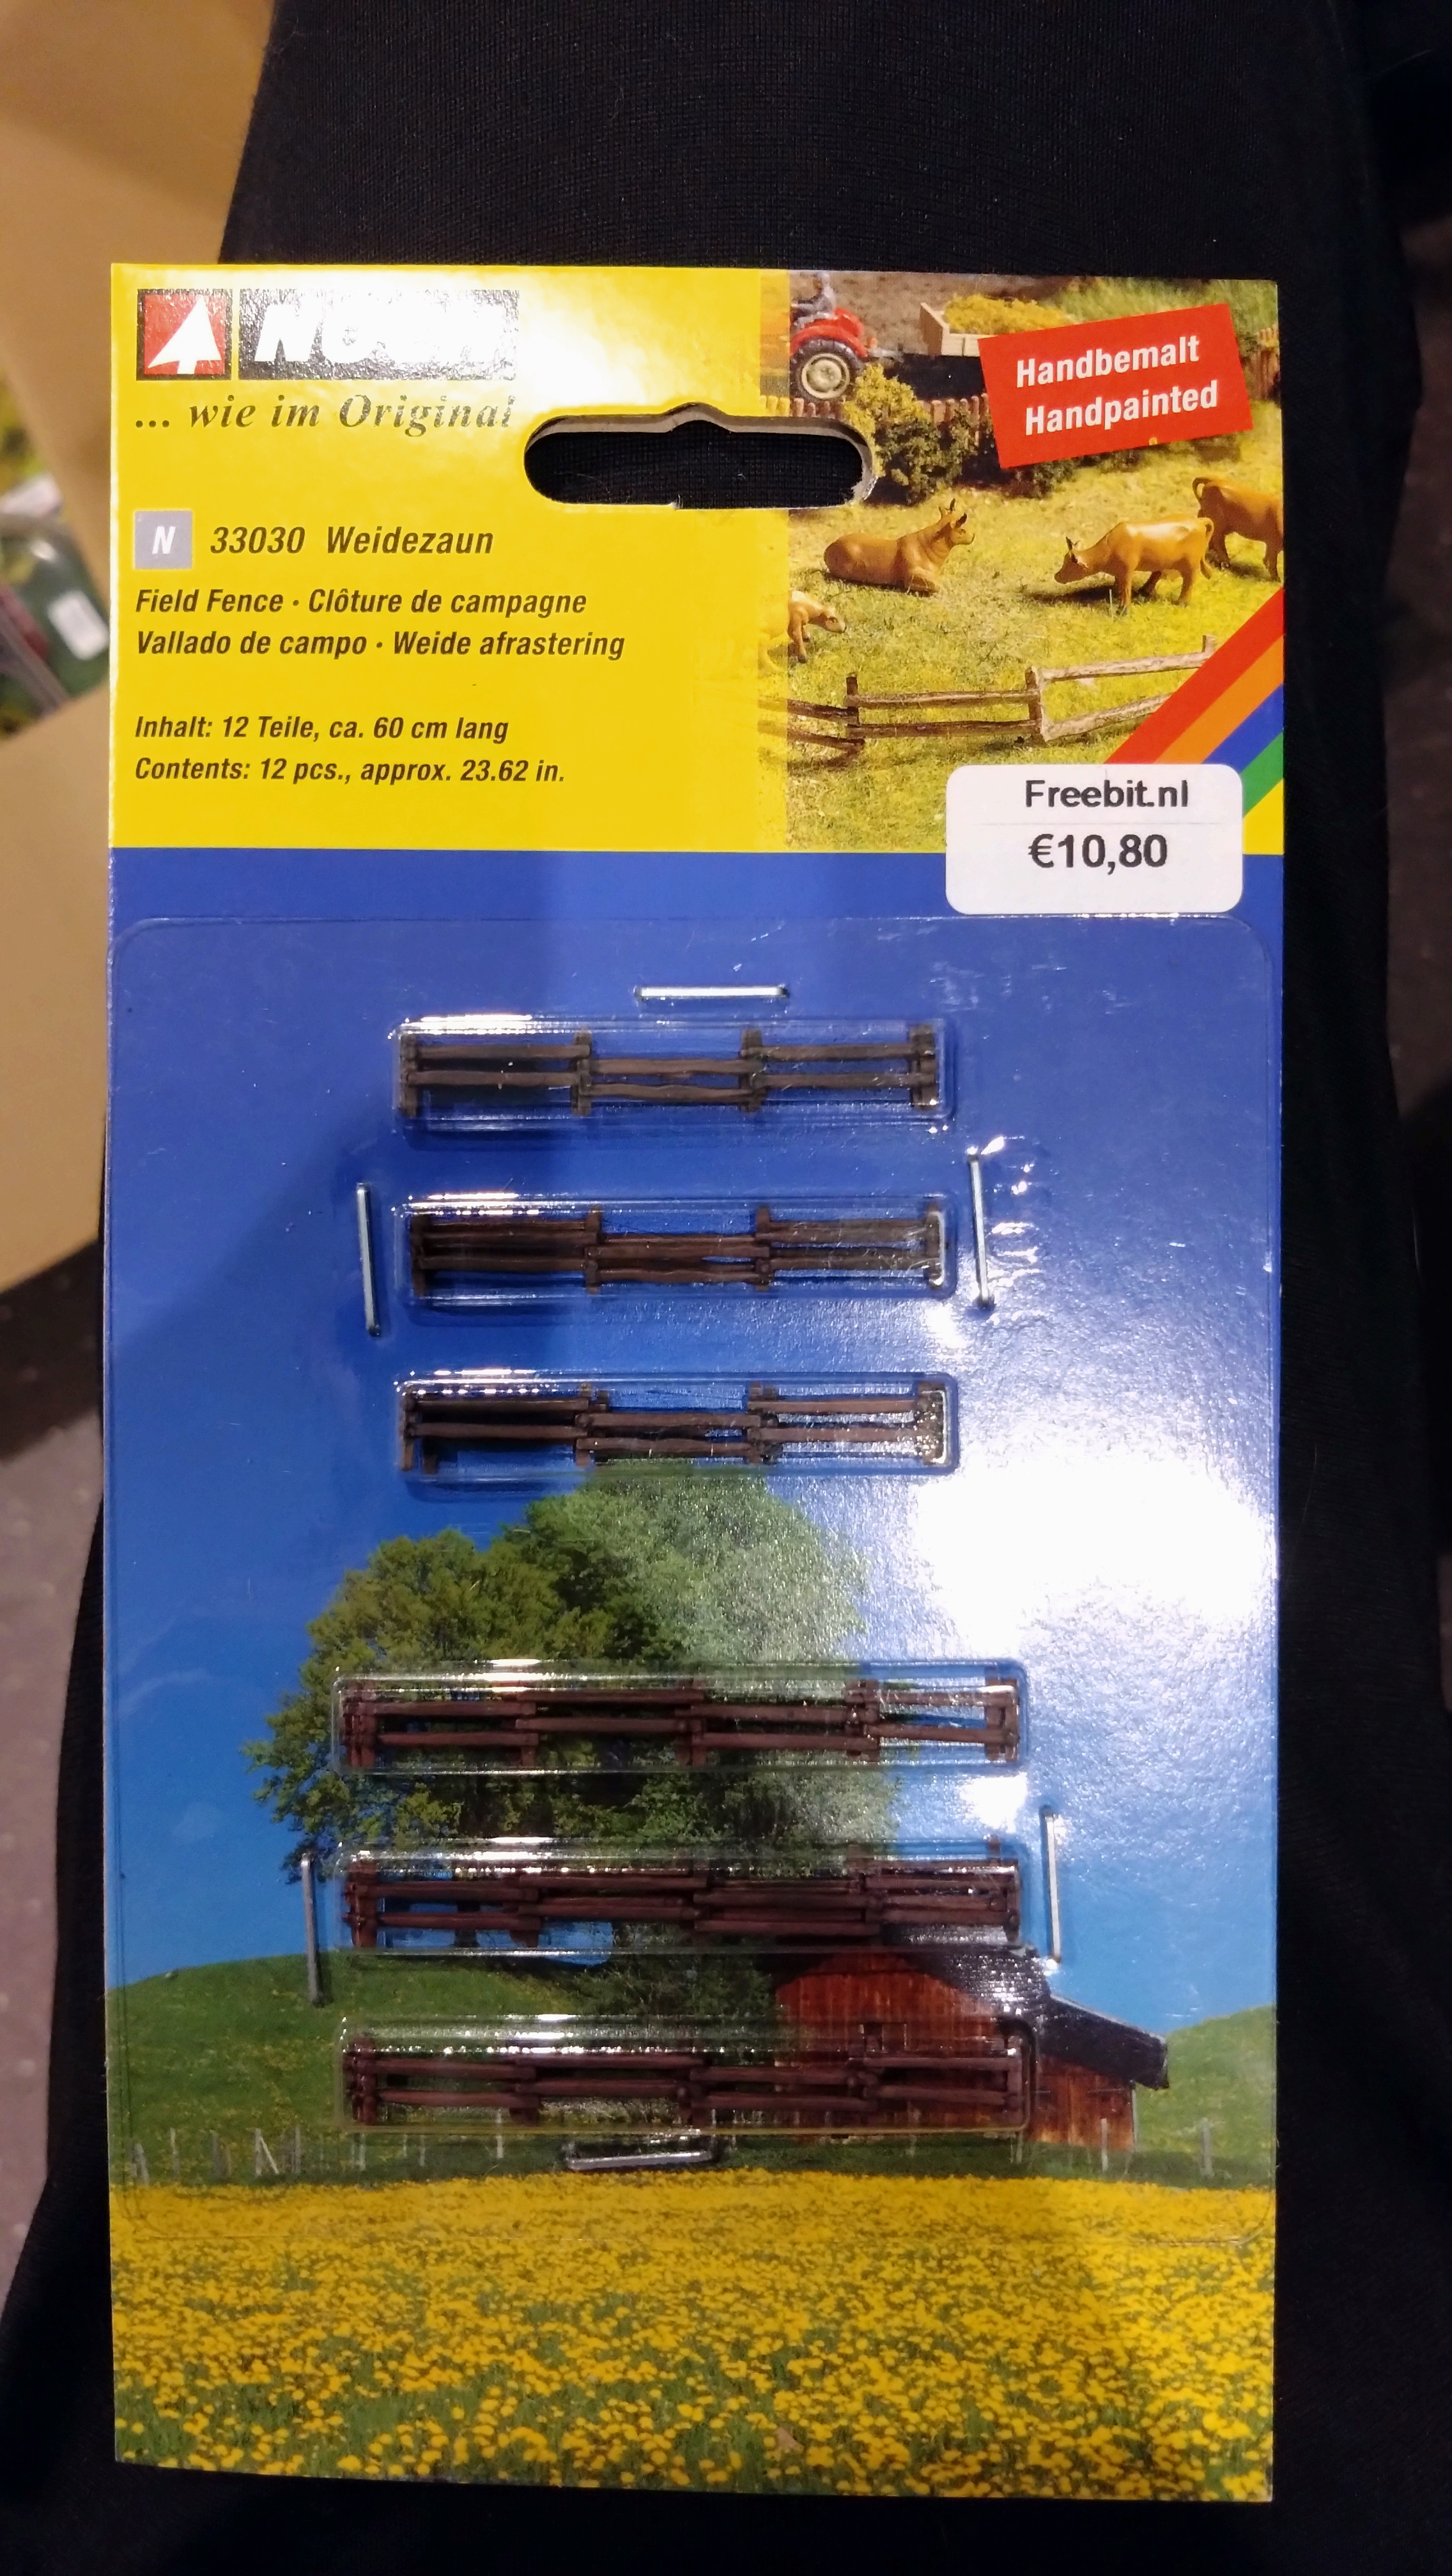 ... wie im Original
Handbemalt
Handpainted
N 33030 Weidezaun
Field Fence · Clôture de campagne
Vallado de campo · Weide afrastering
Inhalt: 12 Teile, ca. 60 cm lang
Contents: 12 pcs., approx. 23.62 in.
Freebit.nl
€10,80